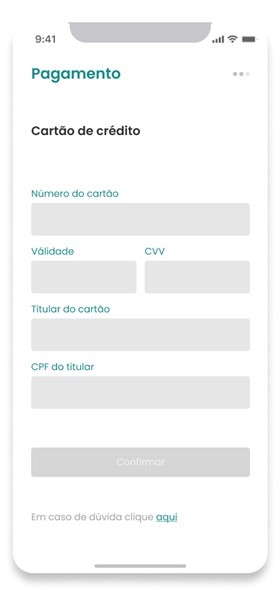 9:41
Pagamento
Cartão de crédito
Número do cartão
Válidade CVV
Titular do cartão
CPF do titular
Confirmar
Em caso de dúvida clique aqui